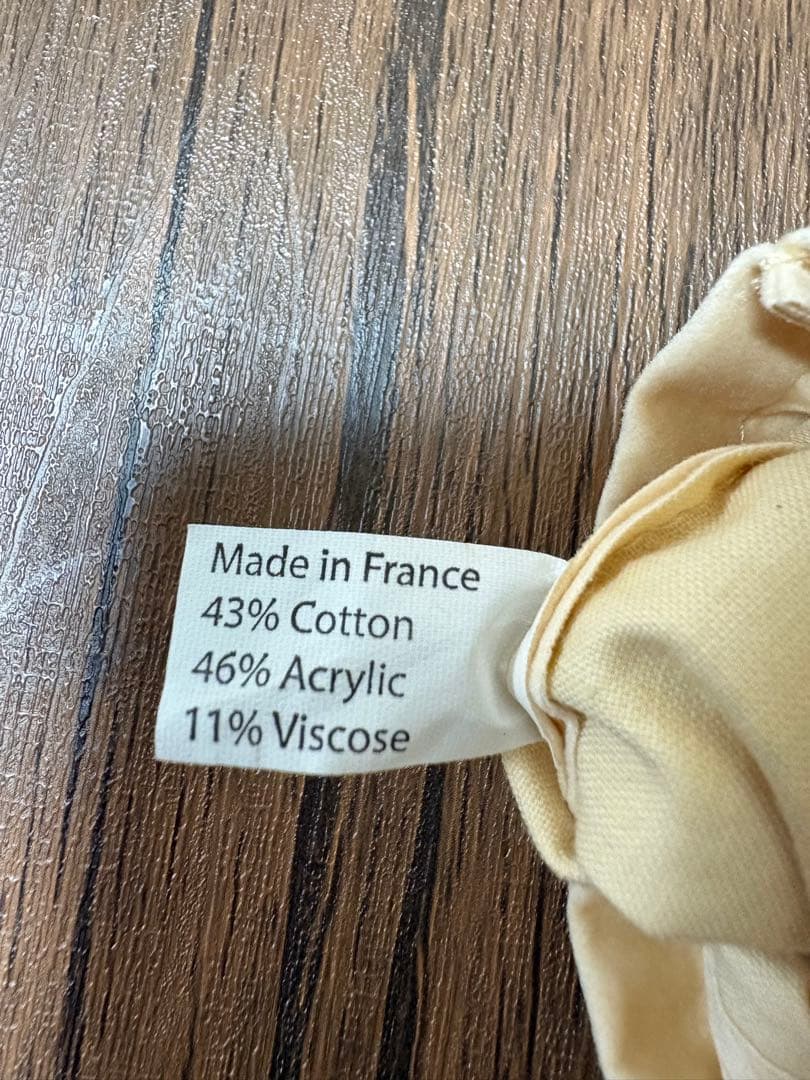 Made in France
43% Cotton
46% Acrylic
11% Viscose